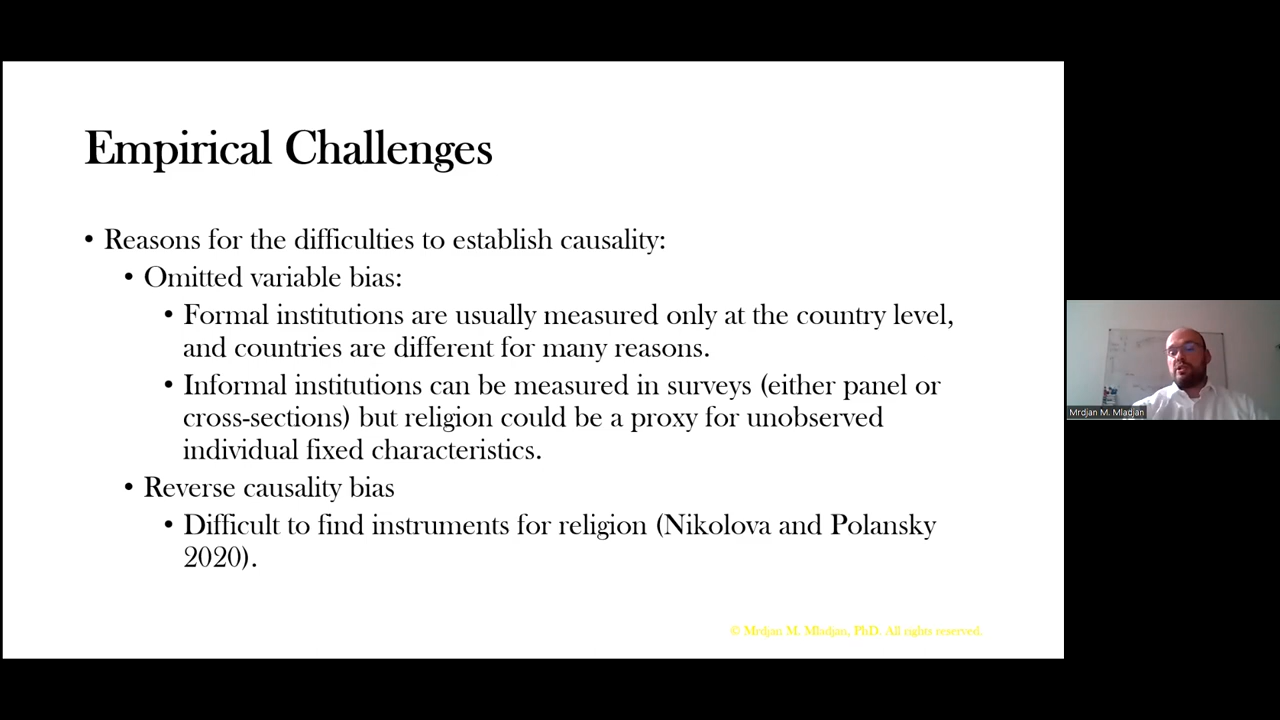 Empirical Challenges
• Reasons for the difficulties to establish causality:
• Omitted variable bias:
• Formal institutions are usually measured only at the country level,
and countries are different for many reasons.
• Informal institutions can be measured in surveys (either panel or
cross-sections) but religion could be a proxy for unobserved
individual fixed characteristics.
• Reverse causality bias
• Difficult to find instruments for religion (Nikolova and Polansky
2020).
© Mrdjan M. Mladjan, PhD. All rights reserved.
Mrdjan M. Mladjan